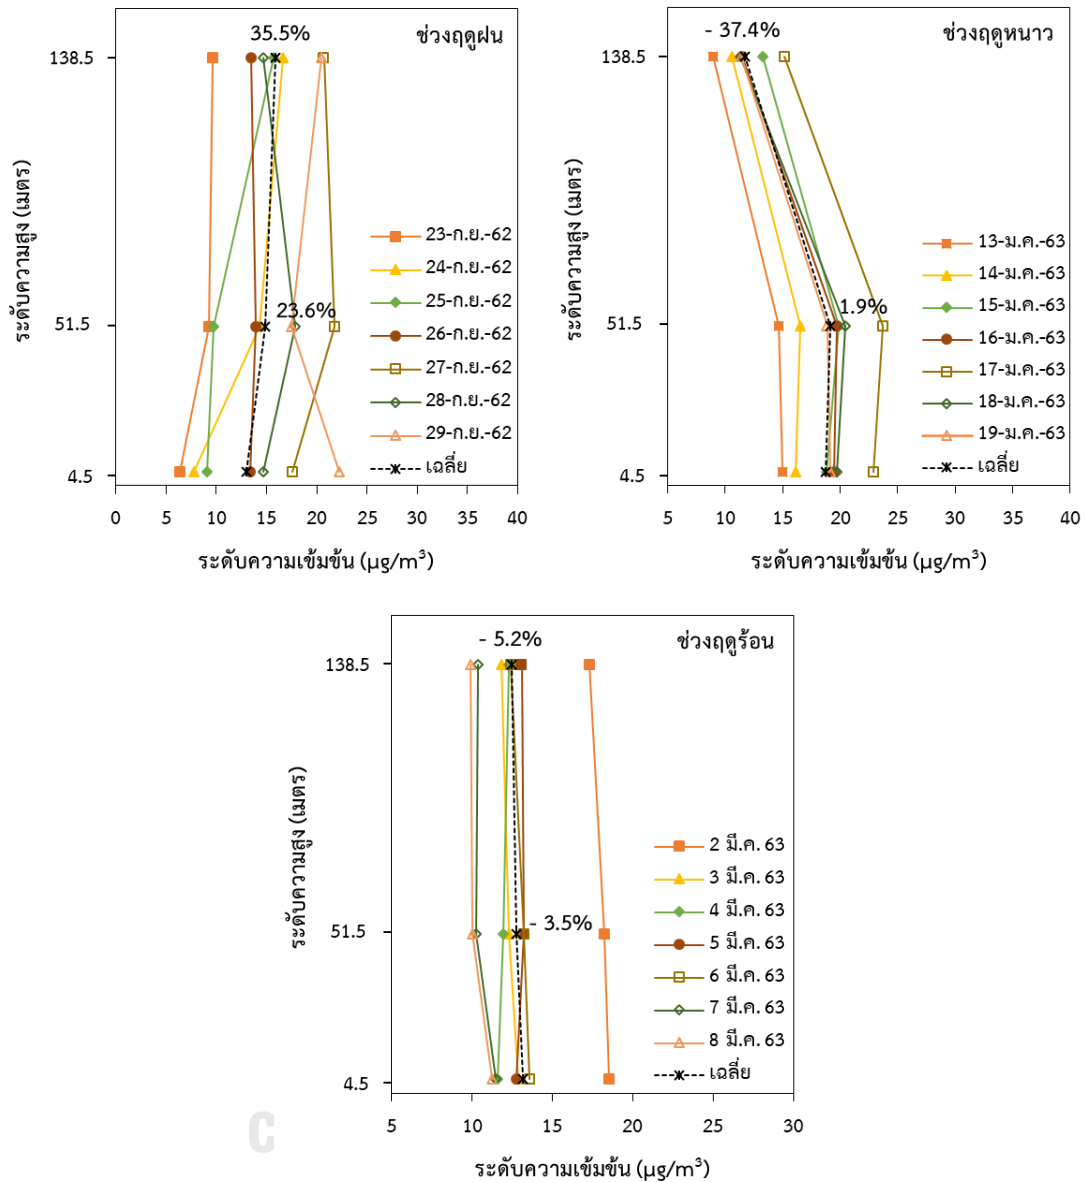 35.5%
ช่วงฤดูฝน
138.5
51.5
4.5
ระดับความสูง (เมตร)
23.6%
23-ก.ย.-62
24-ก.ย.-62
25-ก.ย.-62
26-ก.ย.-62
27-ก.ย.-62
28-ก.ย.-62
29-ก.ย.-62
เฉลี่ย
0 5 10 15 20 25 30 35 40
ระดับความเข้มข้น (µg/m³)
- 37.4%
ช่วงฤดูหนาว
138.5
51.5
4.5
ระดับความสูง (เมตร)
1.9%
13-ม.ค.-63
14-ม.ค.-63
15-ม.ค.-63
16-ม.ค.-63
17-ม.ค.-63
18-ม.ค.-63
19-ม.ค.-63
เฉลี่ย
5 10 15 20 25 30 35 40
ระดับความเข้มข้น (µg/m³)
- 5.2%
ช่วงฤดูร้อน
138.5
51.5
4.5
ระดับความสูง (เมตร)
- 3.5%
2 มี.ค. 63
3 มี.ค. 63
4 มี.ค. 63
5 มี.ค. 63
6 มี.ค. 63
7 มี.ค. 63
8 มี.ค. 63
เฉลี่ย
5 10 15 20 25 30
ระดับความเข้มข้น (µg/m³)
C